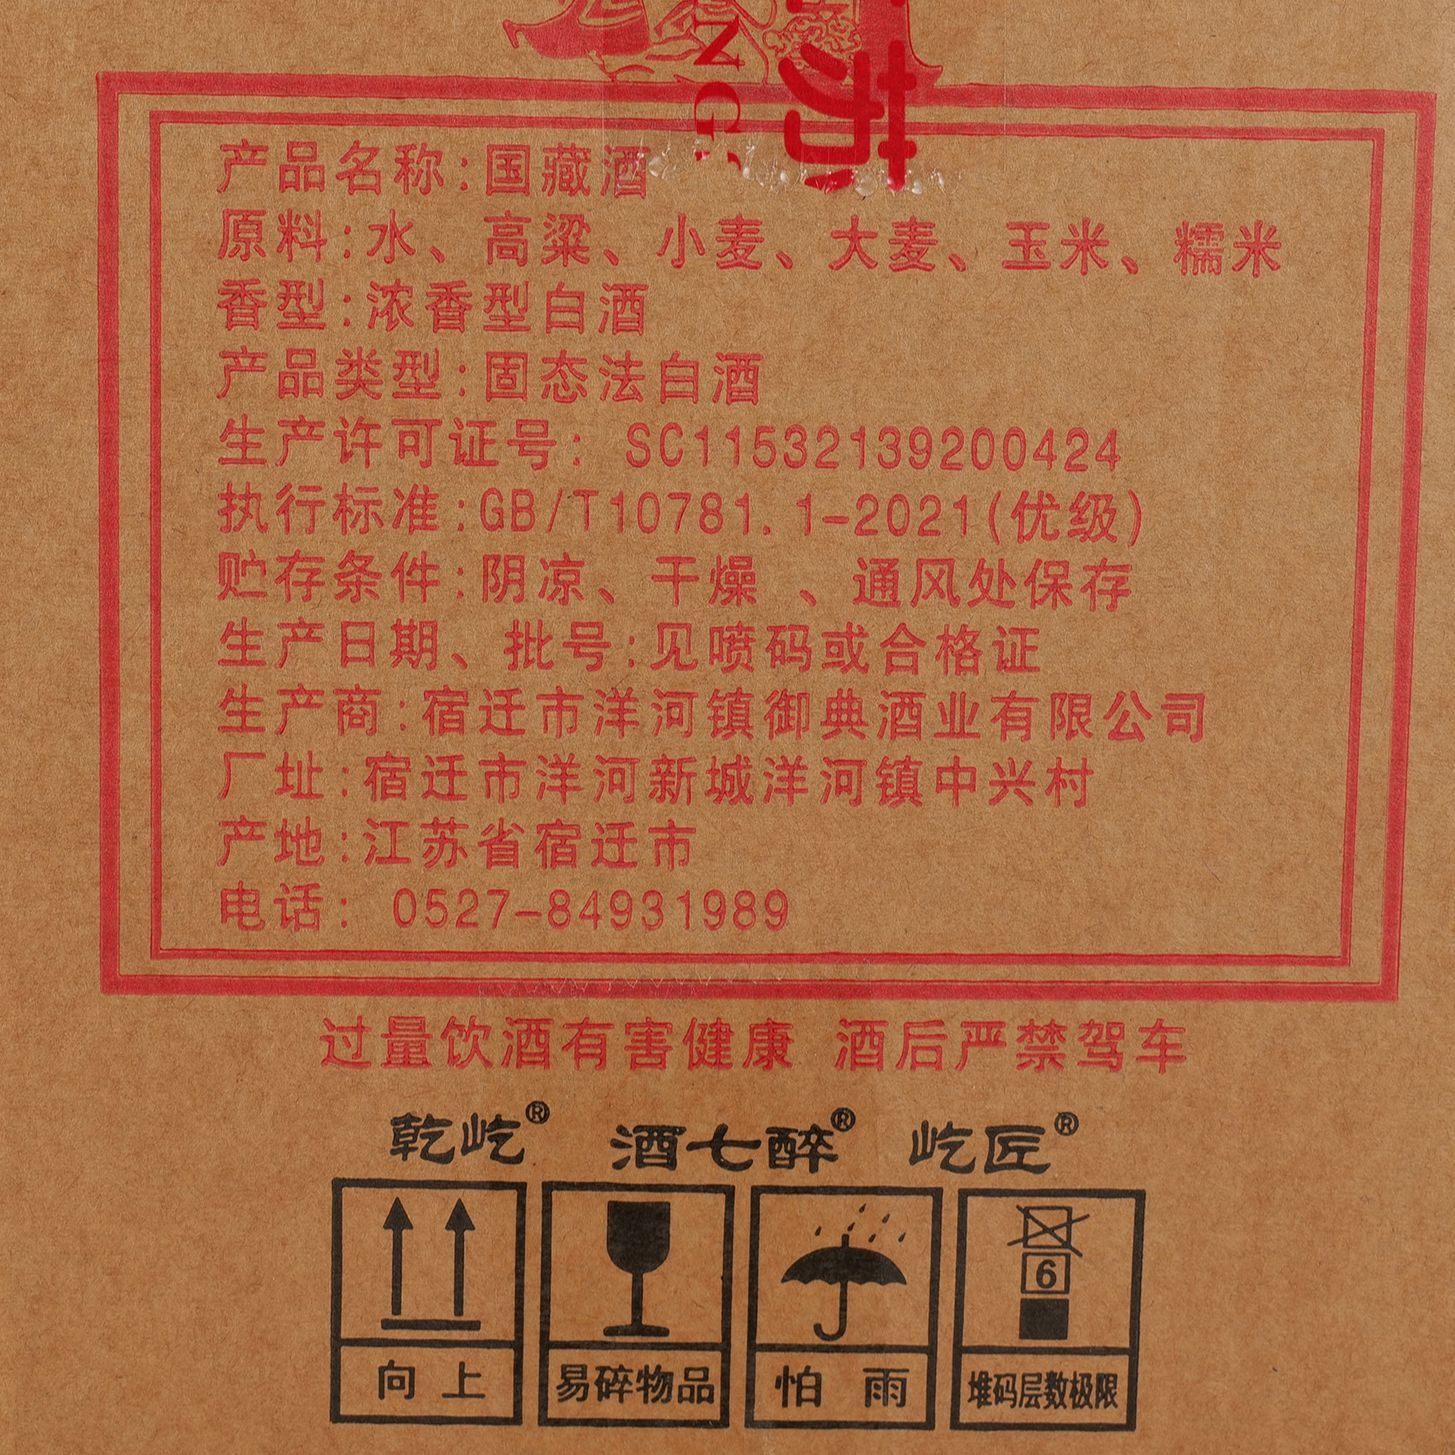 NG
苏
产品名称:国藏酒
原料:水、高粱、小麦、大麦、玉米、糯米
香型:浓香型白酒
产品类型:固态法白酒
生产许可证号: SC11532139200424
执行标准:GB/T10781.1-2021(优级)
贮存条件:阴凉、干燥 、通风处保存
生产日期、批号:见喷码或合格证
生产商:宿迁市洋河镇御典酒业有限公司
厂址:宿迁市洋河新城洋河镇中兴村
产地:江苏省宿迁市
电话: 0527-84931989
过量饮酒有害健康 酒后严禁驾车
乾屹® 酒七醉® 屹匠®
6
向上 易碎物品 怕雨 堆码层数极限